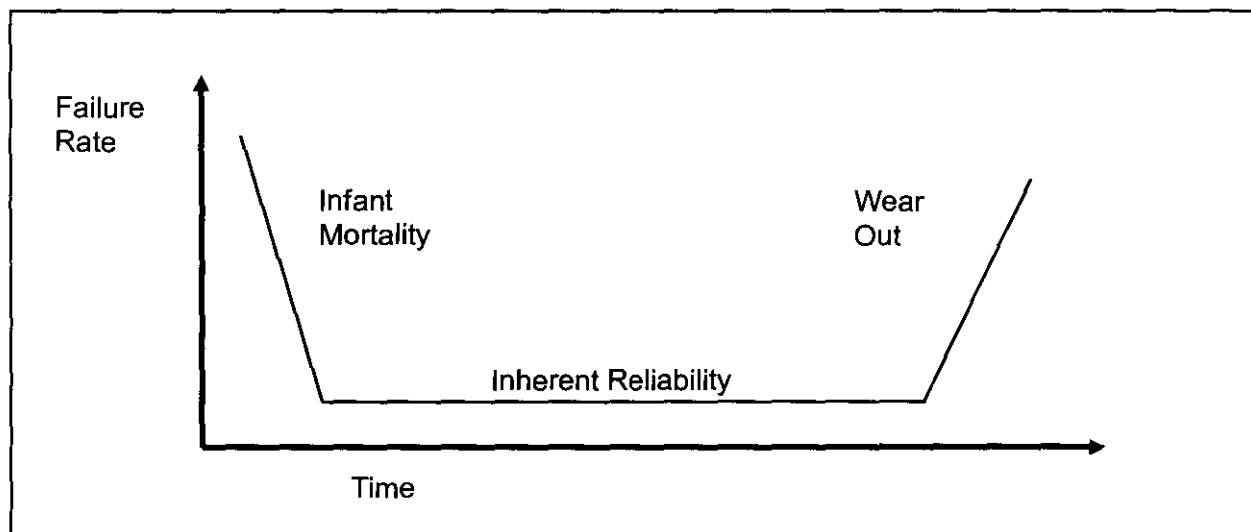 Failure
Rate
Infant
Mortality
Wear
Out
Inherent Reliability
Time